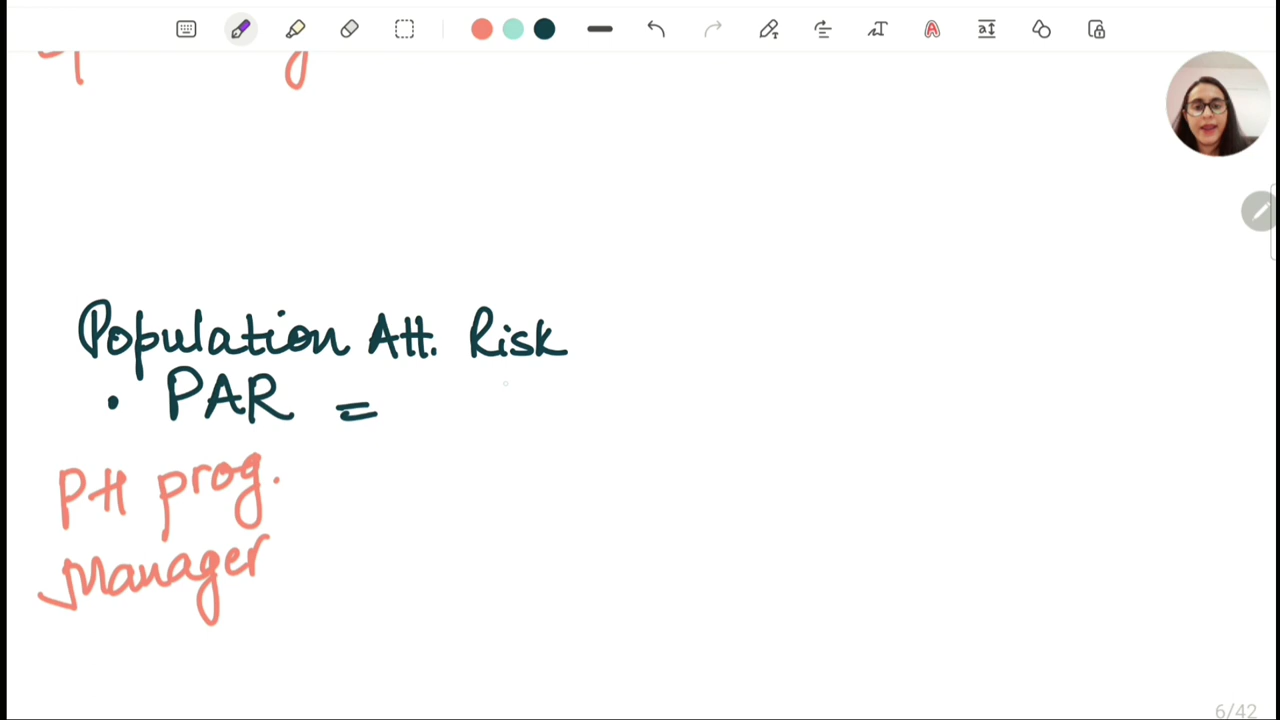 Population Att. Risk
• PAR =
PH prog.
Manager
6/42